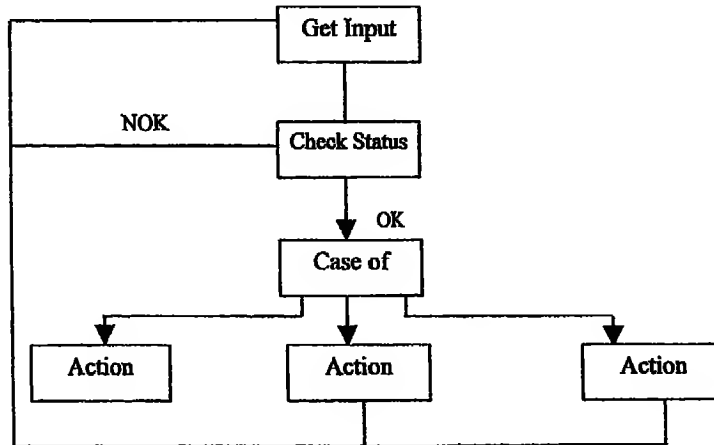 Get Input
NOK
Check Status
OK
Case of
Action
Action
Action